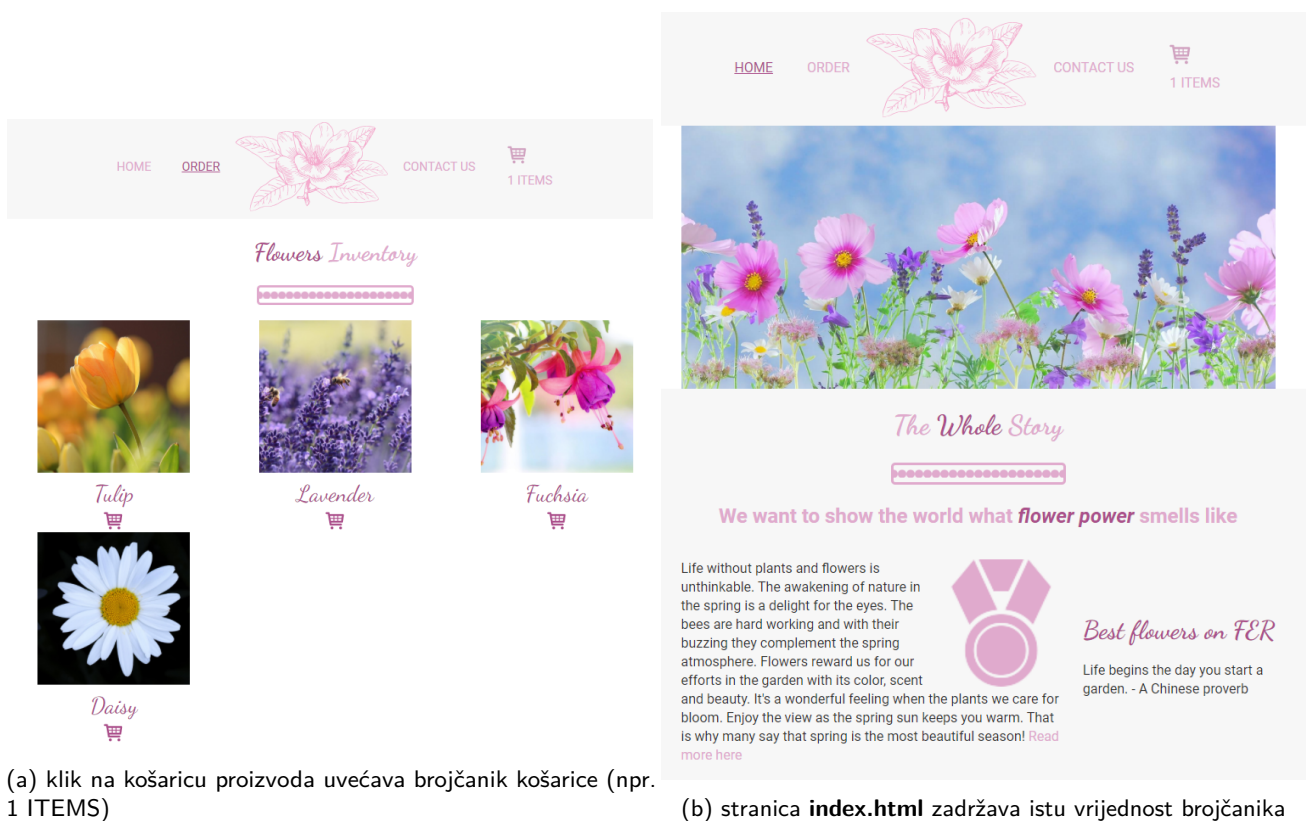 HOME ORDER CONTACT US
1 ITEMS
Flowers Inventory
Tulip Lavender Fuchsia
Daisy
(a) klik na košaricu proizvoda uvećava brojčanik košarice (npr.
1 ITEMS)
HOME ORDER CONTACT US
1 ITEMS
The Whole Story
We want to show the world what flower power smells like
Life without plants and flowers is
unthinkable. The awakening of nature in
the spring is a delight for the eyes. The
bees are hard working and with their
buzzing they complement the spring
atmosphere. Flowers reward us for our
efforts in the garden with its color, scent
and beauty. It's a wonderful feeling when the plants we care for
bloom. Enjoy the view as the spring sun keeps you warm. That
is why many say that spring is the most beautiful season! Read
more here
Best flowers on FER
Life begins the day you start a
garden. - A Chinese proverb
(b) stranica index.html zadržava istu vrijednost brojčanika